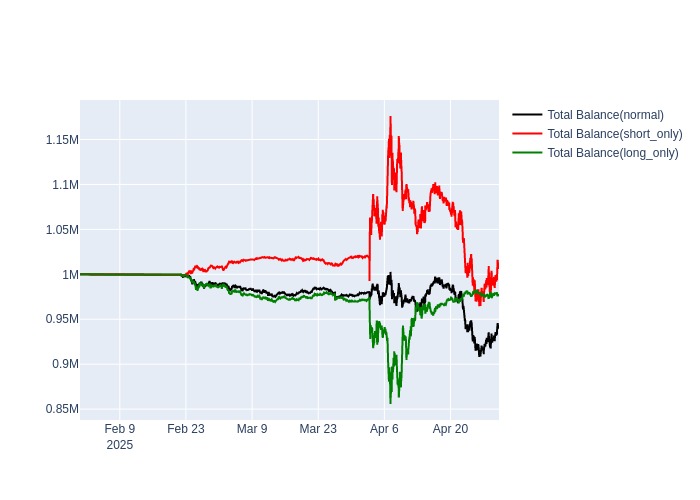 Total Balance(normal)
Total Balance(short_only)
Total Balance(long_only)
1.15M
1.1M
1.05M
1M
0.95M
0.9M
0.85M
Feb 9
2025
Feb 23
Mar 9
Mar 23
Apr 6
Apr 20